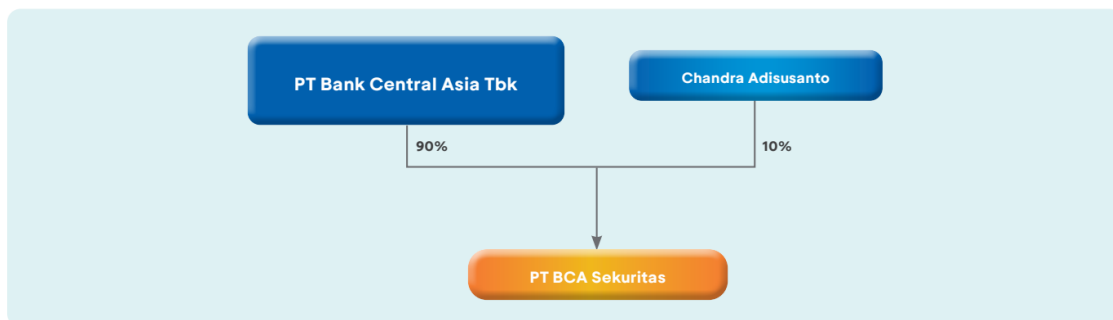 PT Bank Central Asia Tbk
Chandra Adisusanto
90%
10%
PT BCA Sekuritas